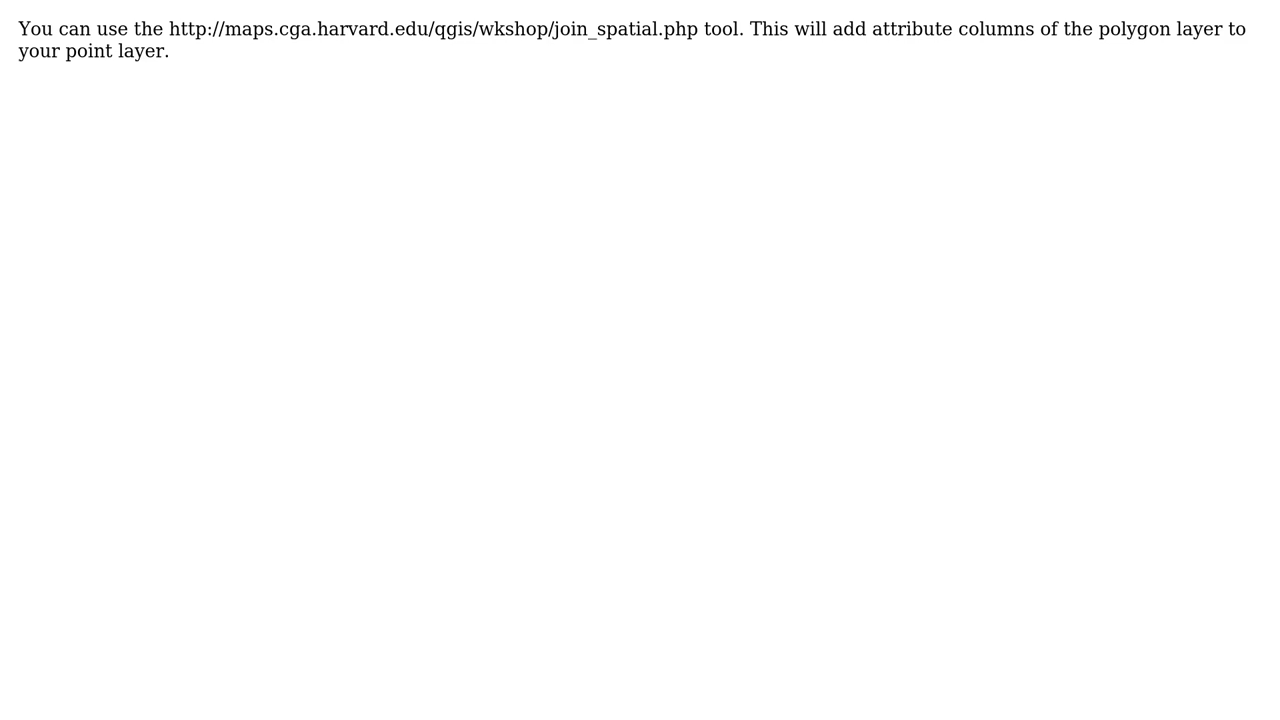 You can use the http://maps.cga.harvard.edu/qgis/wkshop/join_spatial.php tool. This will add attribute columns of the polygon layer to
your point layer.